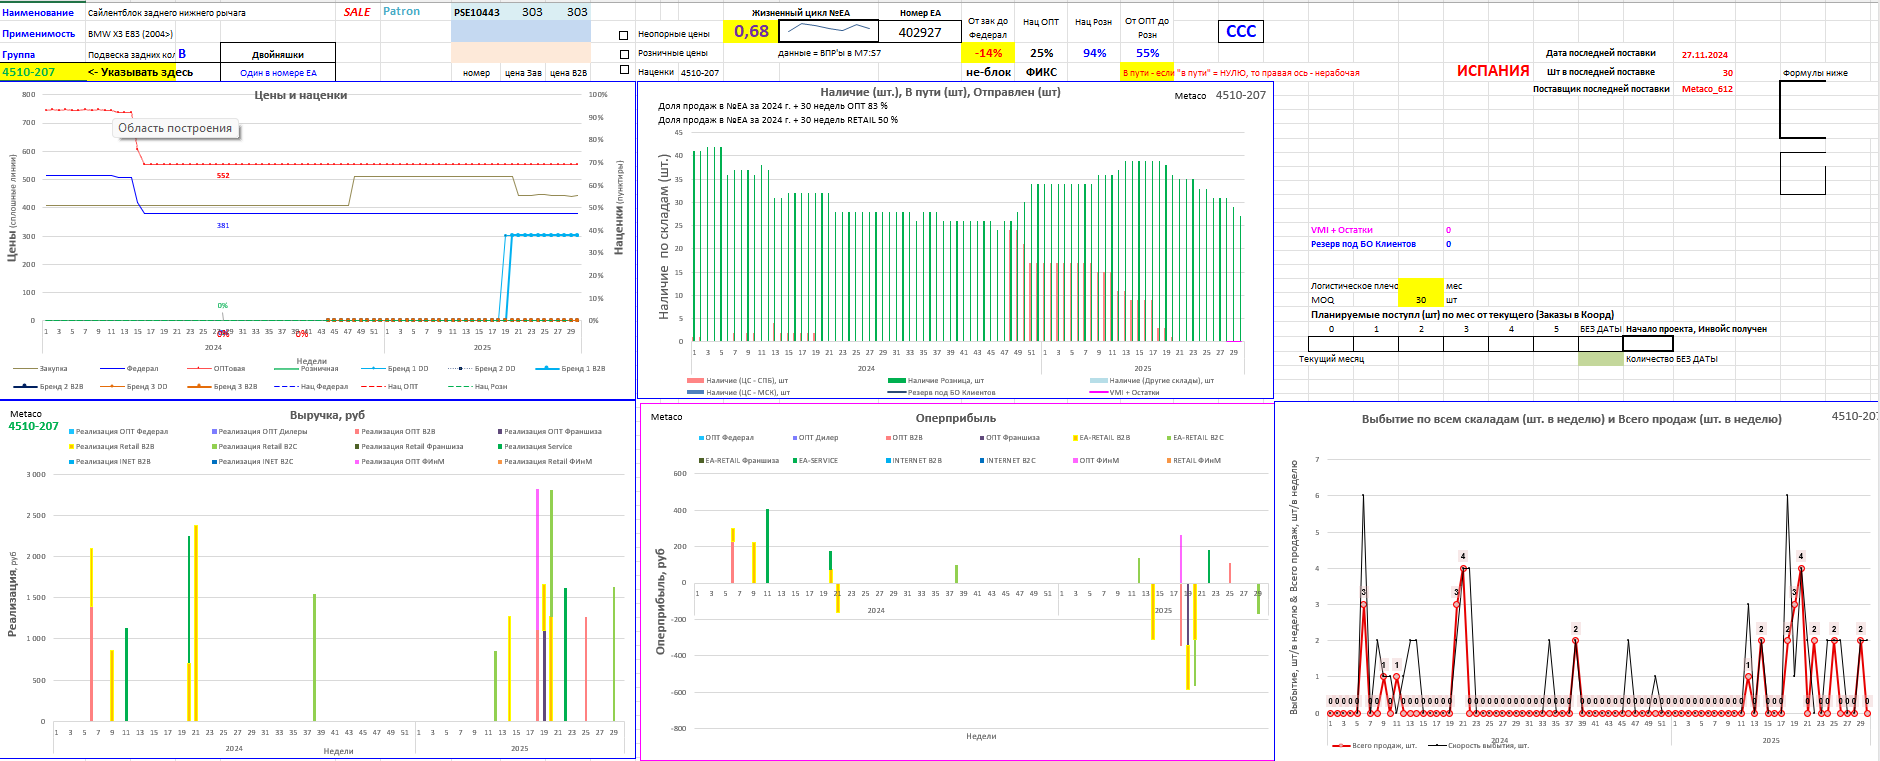 Наименование Сайлентблок заднего нижнего рычага SALE Patron PSE10443 303 303
Применимость BMW X3 E83 (2004>)
Группа Подвеска задних кол B Двойняшки
4510-207 <- Указывать здесь Один в номере ЕА номер цена Зав цена B2B
Жизненный цикл №ЕА Номер ЕА
Неопорные цены 0,68 402927
Розничные цены данные = ВПР'ы в M7:S7
Наценки 4510-207
От зак до Федерал Нац ОПТ Нац Розн От ОПТ до Розн ССС
-14% 25% 94% 55%
не-блок ФИКС В пути - если "в пути" = НУЛЮ, то правая ось - нерабочая
ИСПАНИЯ
Дата последней поставки 27.11.2024
Шт в последней поставке 30
Поставщик последней поставки Metaco_612
Формулы ниже
Цены и наценки
Область построения
Цены (сплошные линии)
Наценки (пунктиры)
800 700 600 500 400 300 200 100 0
100% 90% 80% 70% 60% 50% 40% 30% 20% 10% 0%
552
381
0%
0%
1 3 5 7 9 11 13 15 17 19 21 23 25 27 29 31 33 35 37 39 41 43 45 47 49 51 1 3 5 7 9 11 13 15 17 19 21 23 25 27 29
2024 2025
Недели
Закупка Федерал ОПТовая Розничная Бренд 1 DD Бренд 2 DD Бренд 1 B2B
Бренд 2 B2B Бренд 3 DD Бренд 3 B2B Нац Федерал Нац ОПТ Нац Розн
Наличие (шт.), В пути (шт), Отправлен (шт)
Metaco 4510-207
Доля продаж в №ЕА за 2024 г. + 30 недель ОПТ 83 %
Доля продаж в №ЕА за 2024 г. + 30 недель RETAIL 50 %
Наличие по складам (шт.)
45 40 35 30 25 20 15 10 5 0
1 3 5 7 9 11 13 15 17 19 21 23 25 27 29 31 33 35 37 39 41 43 45 47 49 51 1 3 5 7 9 11 13 15 17 19 21 23 25 27 29
2024 2025
Наличие (ЦС - СПБ), шт Наличие Розница, шт Наличие (Другие склады), шт
Наличие (ЦС - МСК), шт Резерв под БО Клиентов VMI + Остатки
VMI + Остатки 0
Резерв под БО Клиентов 0
Логистическое плечо мес
MOQ 30 шт
Планируемые поступл (шт) по мес от текущего (Заказы в Коорд)
0 1 2 3 4 5 БЕЗ ДАТЫ Начало проекта, Инвойс получен
Текущий месяц Количество БЕЗ ДАТЫ
Metaco
4510-207
Выручка, руб
Реализация ОПТ Федерал Реализация ОПТ Дилеры Реализация ОПТ B2B Реализация ОПТ Франшиза
Реализация Retail B2B Реализация Retail B2C Реализация Retail Франшиза Реализация Service
Реализация INET B2B Реализация INET B2C Реализация ОПТ ФИнМ Реализация Retail ФИнМ
Реализация, руб
3 000 2 500 2 000 1 500 1 000 500 0
1 3 5 7 9 11 13 15 17 19 21 23 25 27 29 31 33 35 37 39 41 43 45 47 49 51 1 3 5 7 9 11 13 15 17 19 21 23 25 27 29
2024 2025
Недели
Metaco
Оперприбыль
ОПТ Федерал ОПТ Дилер ОПТ B2B ОПТ Франшиза EA-RETAIL B2B EA-RETAIL B2C
EA-RETAIL Франшиза EA-SERVICE INTERNET B2B INTERNET B2C ОПТ ФИнМ RETAIL ФИнМ
Оперприбыль, руб
600 400 200 0 -200 -400 -600 -800
1 3 5 7 9 11 13 15 17 19 21 23 25 27 29 31 33 35 37 39 41 43 45 47 49 51 1 3 5 7 9 11 13 15 17 19 21 23 25 27 29
2024 2025
Недели
Выбытие по всем скаладам (шт. в неделю) и Всего продаж (шт. в неделю)
4510-207
Выбытие, шт/в неделю & Всего продаж, шт/в неделю
7 6 5 4 3 2 1 0
3 1 1 3 4 2 1 2 2 3 4 2 2 2
1 3 5 7 9 11 13 15 17 19 21 23 25 27 29 31 33 35 37 39 41 43 45 47 49 51 1 3 5 7 9 11 13 15 17 19 21 23 25 27 29
2024 2025
Всего продаж, шт. Скорость выбытия, шт.